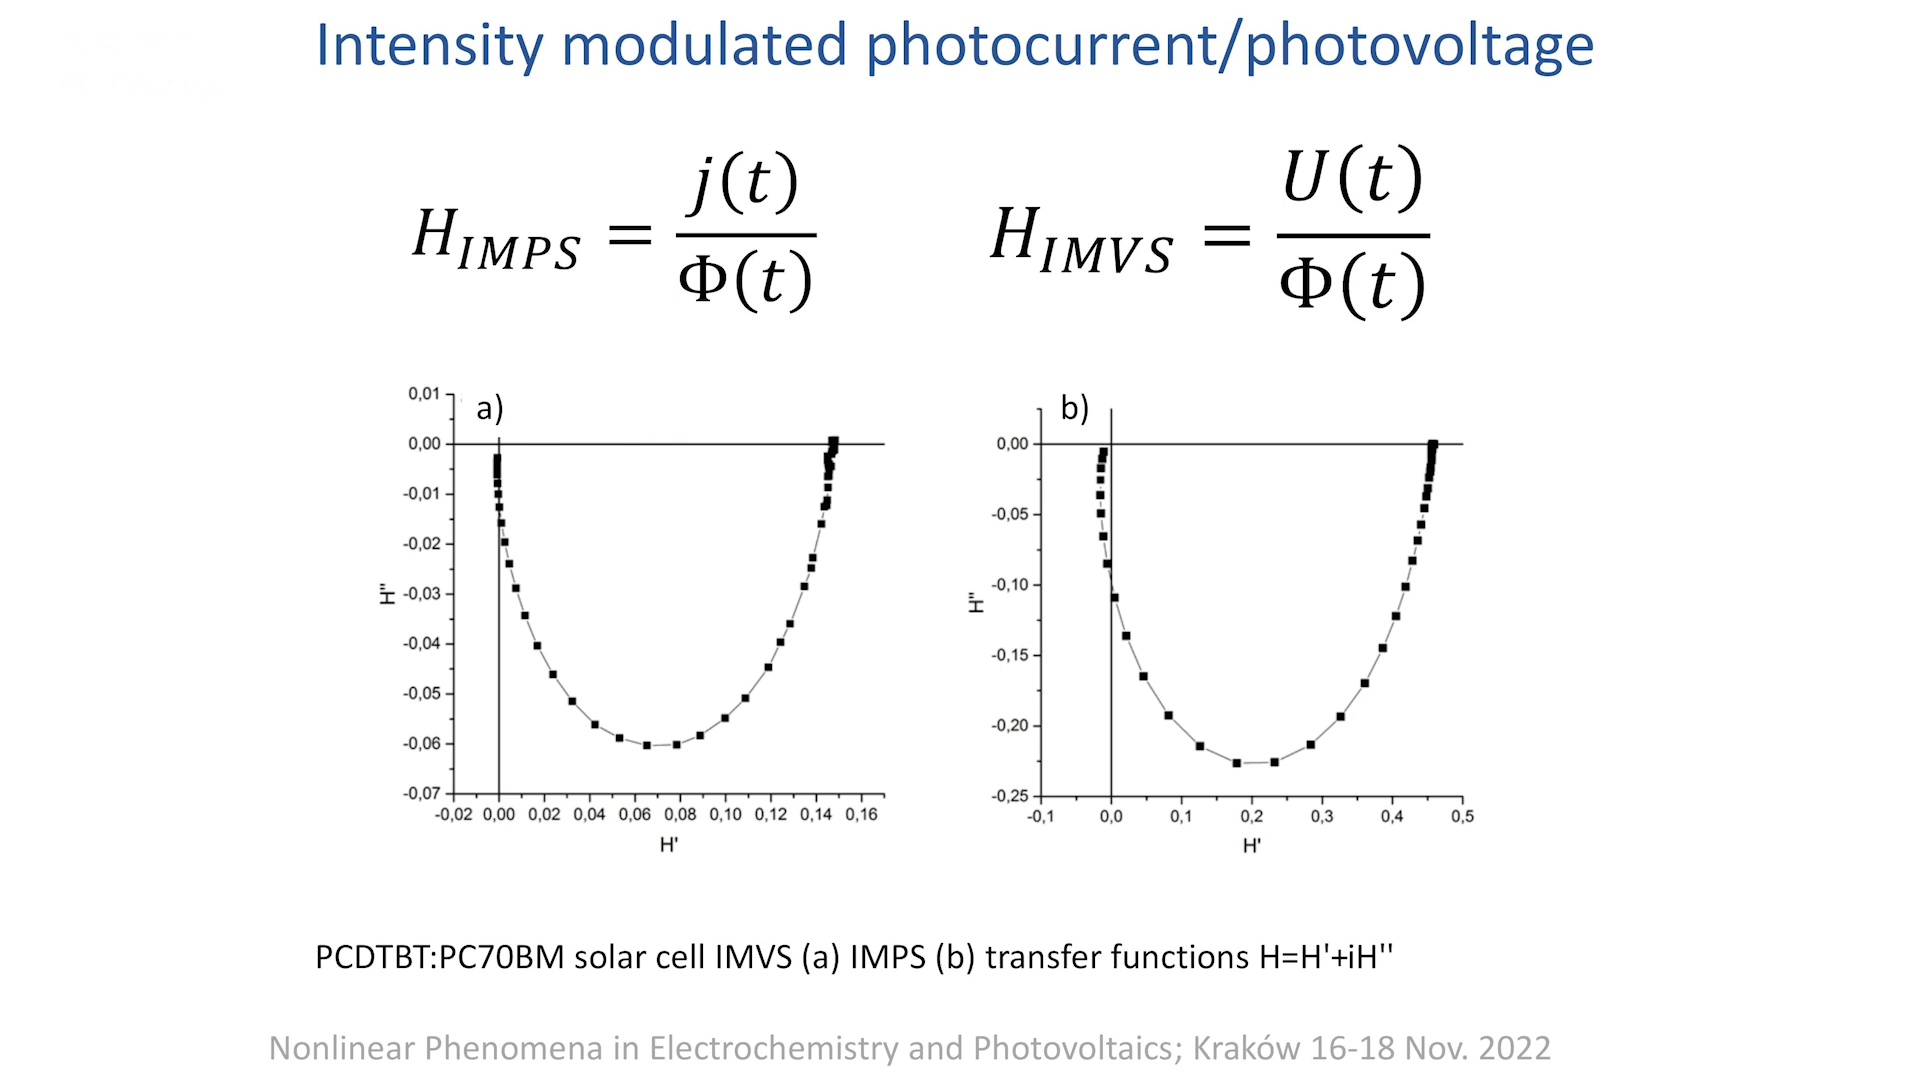 Intensity modulated photocurrent/photovoltage
H_IMPS = j(t) / Φ(t)
H_IMVS = U(t) / Φ(t)
a)
0,01
0,00
-0,01
-0,02
-0,03
-0,04
-0,05
-0,06
-0,07
H''
-0,02 0,00 0,02 0,04 0,06 0,08 0,10 0,12 0,14 0,16
H'
b)
0,00
-0,05
-0,10
-0,15
-0,20
-0,25
H''
-0,1 0,0 0,1 0,2 0,3 0,4 0,5
H'
PCDTBT:PC70BM solar cell IMVS (a) IMPS (b) transfer functions H=H'+iH''
Nonlinear Phenomena in Electrochemistry and Photovoltaics; Kraków 16-18 Nov. 2022